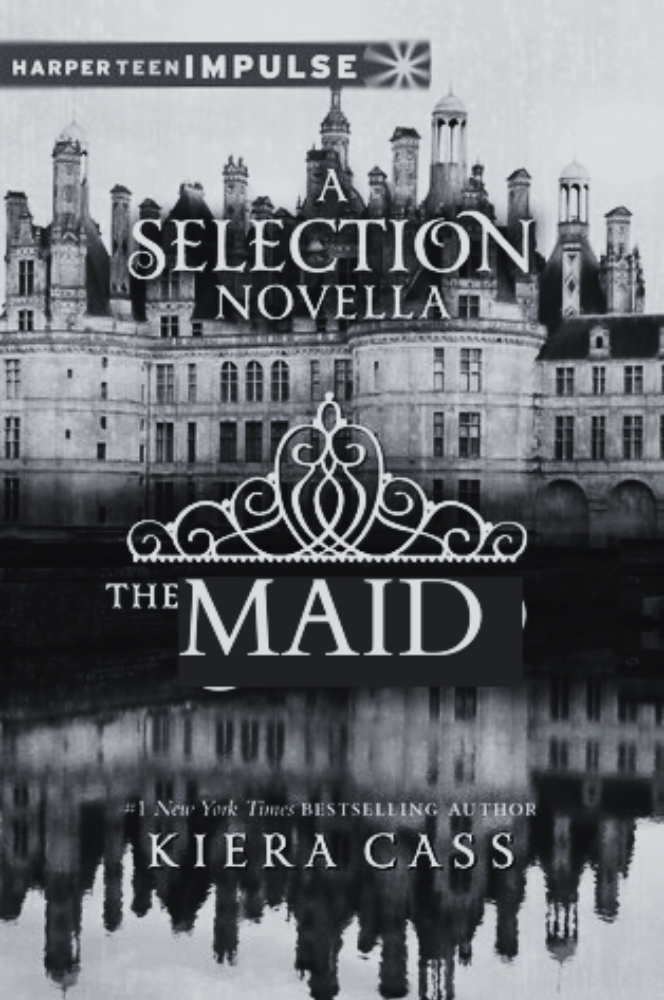 HARPERTEEN IMPULSE
A
SELECTION
NOVELLA
THE MAID
#1 New York Times BESTSELLING AUTHOR
KIERA CASS